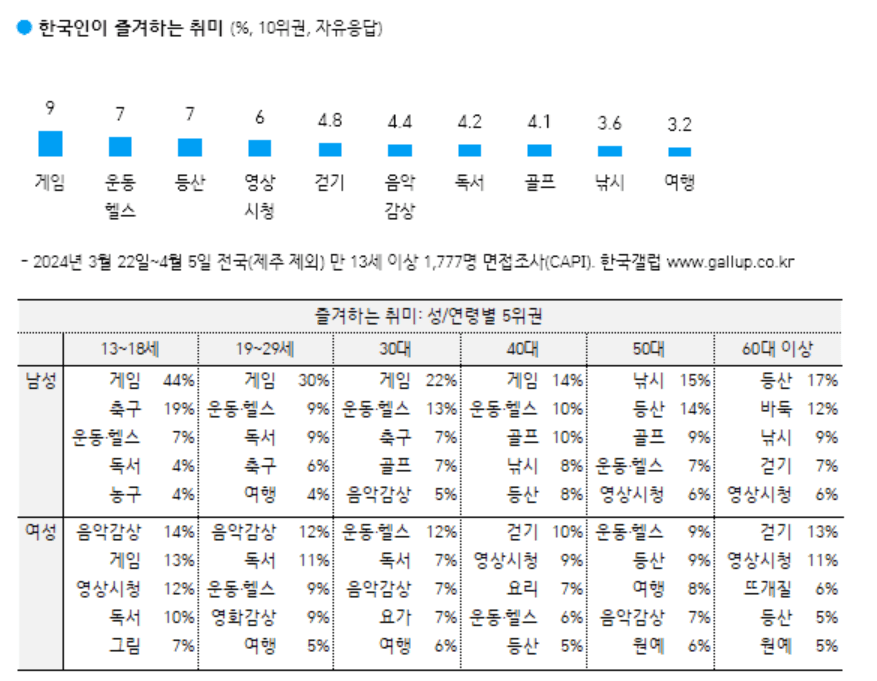 한국인이 즐겨하는 취미 (%, 10위권, 자유응답)
9 7 7 6 4.8 4.4 4.2 4.1 3.6 3.2
게임 운동 등산 영상 걷기 음악 독서 골프 낚시 여행
헬스 시청 감상
- 2024년 3월 22일~4월 5일 전국(제주 제외) 만 13세 이상 1,777명 면접조사(CAPI). 한국갤럽 www.gallup.co.kr
즐겨하는 취미: 성/연령별 5위권
13~18세 19~29세 30대 40대 50대 60대 이상
남성 게임 44% 게임 30% 게임 22% 게임 14% 낚시 15% 등산 17%
축구 19% 운동·헬스 9% 운동·헬스 13% 운동·헬스 10% 등산 14% 바둑 12%
운동·헬스 7% 독서 9% 축구 7% 골프 10% 골프 9% 낚시 9%
독서 4% 축구 6% 골프 7% 낚시 8% 운동·헬스 7% 걷기 7%
농구 4% 여행 4% 음악감상 5% 등산 8% 영상시청 6% 영상시청 6%
여성 음악감상 14% 음악감상 12% 운동·헬스 12% 걷기 10% 운동·헬스 9% 걷기 13%
게임 13% 독서 11% 독서 7% 영상시청 9% 등산 9% 영상시청 11%
영상시청 12% 운동·헬스 9% 음악감상 7% 요리 7% 여행 8% 뜨개질 6%
독서 10% 영화감상 9% 요가 7% 운동·헬스 6% 음악감상 7% 등산 5%
그림 7% 여행 5% 여행 6% 등산 5% 원예 6% 원예 5%